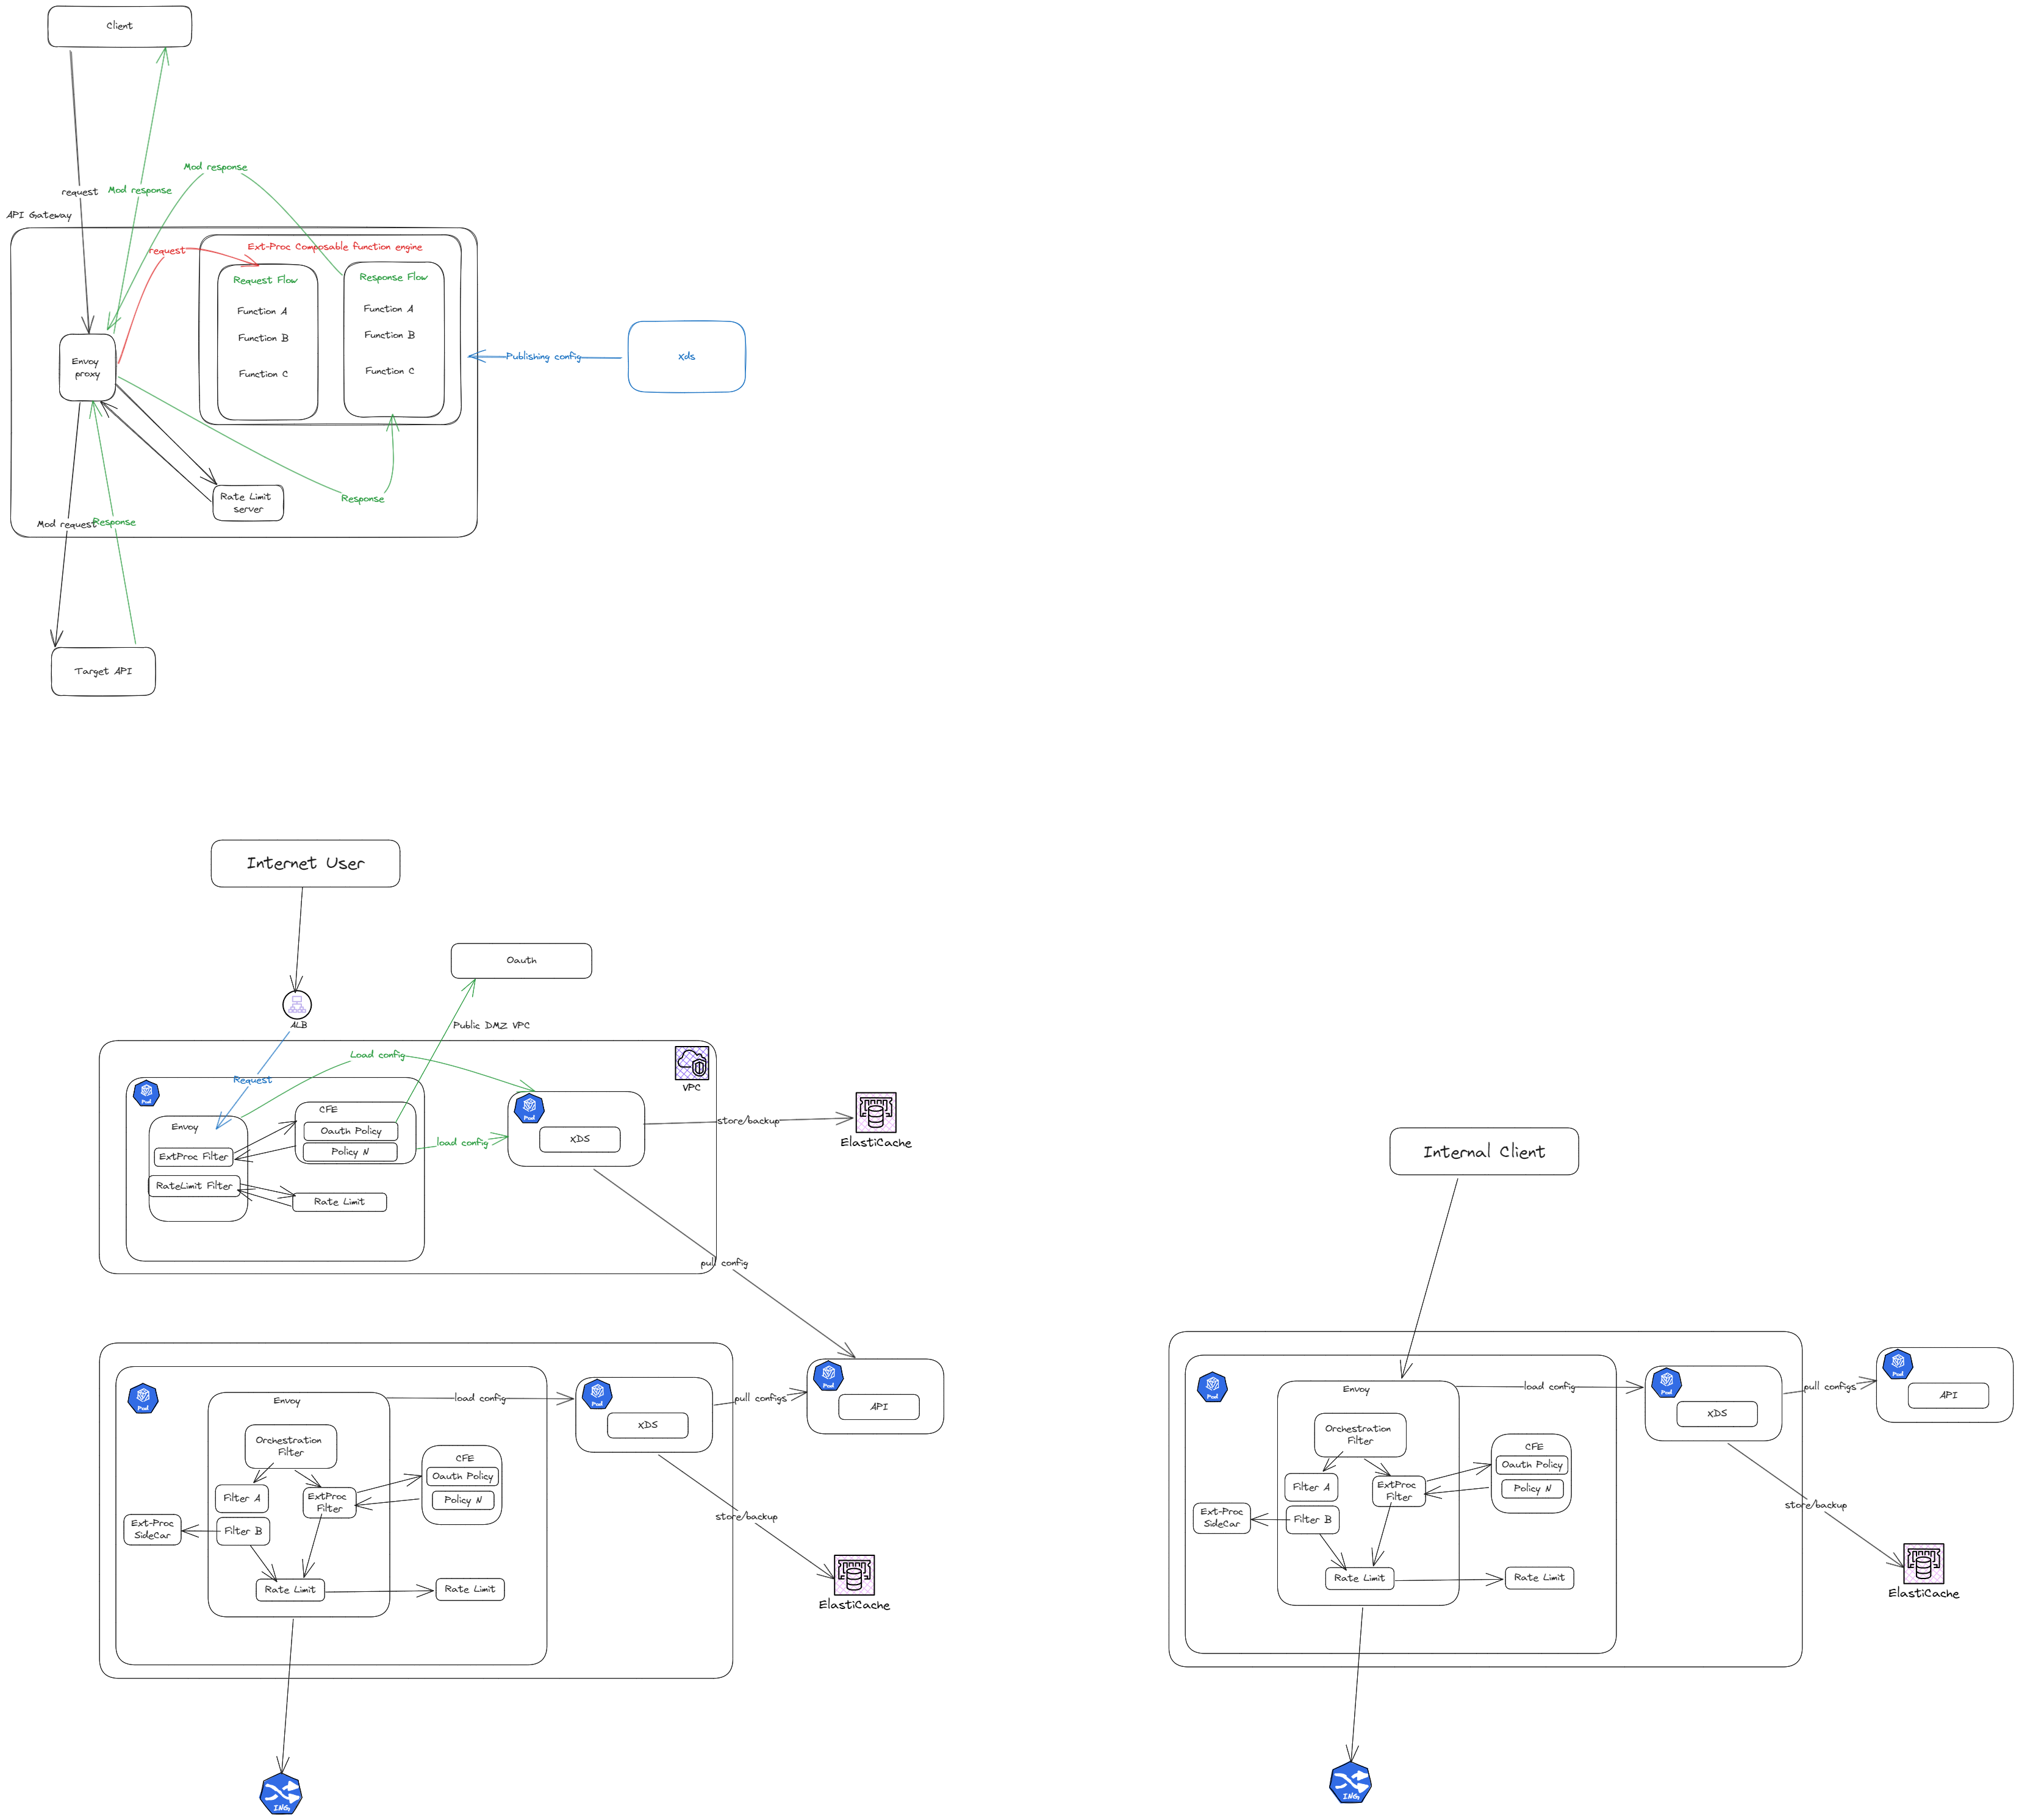 Client
Mod response
request
Mod response
API Gateway
request
Ext-Proc Composable function engine
Request Flow
Function A
Function B
Function C
Response Flow
Function A
Function B
Function C
Envoy
proxy
Publishing config
xds
Rate Limit
server
Response
Mod request
Response
Target API
Internet User
Oauth
ALB
Public DMZ VPC
Load config
VPC
Request
Pod
Envoy
ExtProc Filter
RateLimit Filter
CFE
Oauth Policy
Policy N
Rate Limit
load config
Pod
XDS
store/backup
ElastiCache
pull config
Pod
Envoy
Orchestration
Filter
Filter A
Filter B
ExtProc
Filter
Ext-Proc
SideCar
CFE
Oauth Policy
Policy N
Rate Limit
Rate Limit
load config
Pod
XDS
pull configs
Pod
API
store/backup
ElastiCache
ING
Internal Client
Pod
Envoy
Orchestration
Filter
Filter A
Filter B
ExtProc
Filter
Ext-Proc
SideCar
CFE
Oauth Policy
Policy N
Rate Limit
Rate Limit
load config
Pod
XDS
pull configs
Pod
API
store/backup
ElastiCache
ING